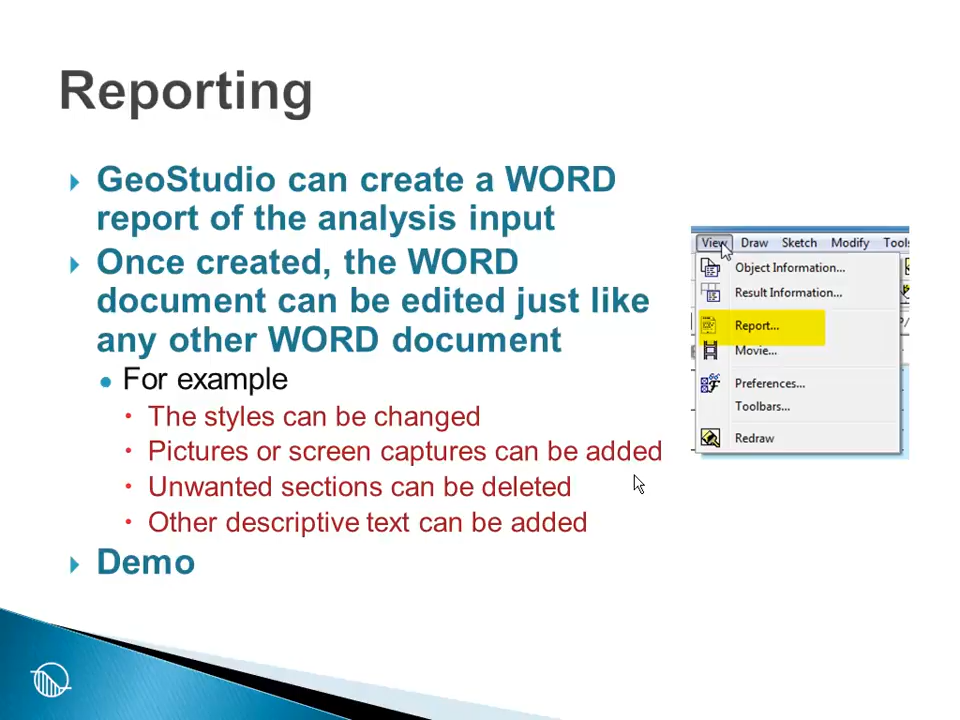 Reporting
GeoStudio can create a WORD
report of the analysis input
Once created, the WORD
document can be edited just like
any other WORD document
For example
The styles can be changed
Pictures or screen captures can be added
Unwanted sections can be deleted
Other descriptive text can be added
Demo
View Draw Sketch Modify Tools
Object Information...
Result Information...
Report...
Movie...
Preferences...
Toolbars...
Redraw